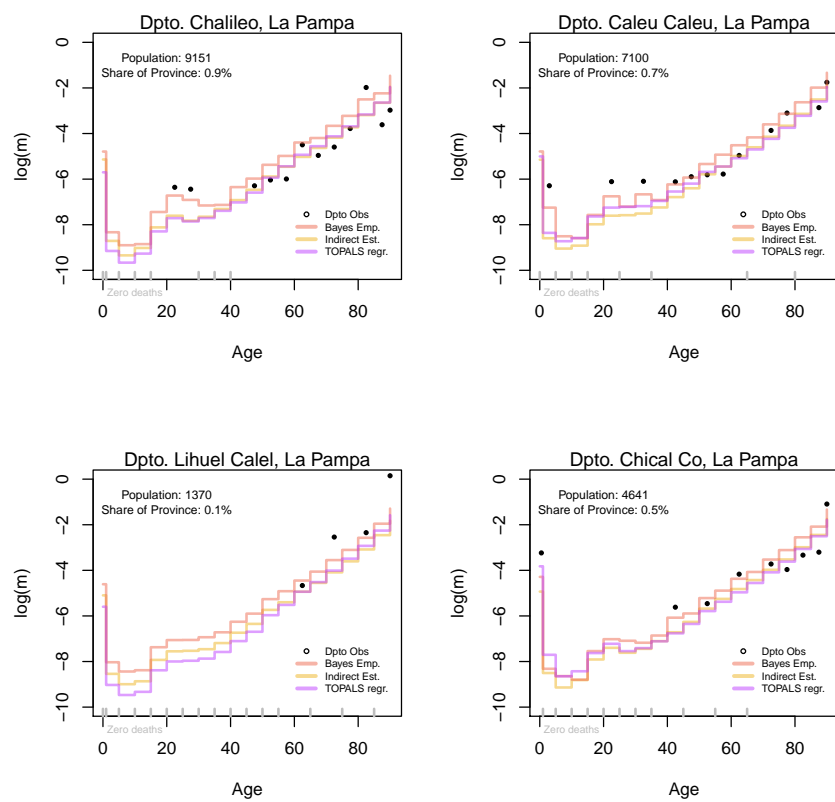 Dpto. Chalileo, La Pampa
Population: 9151
Share of Province: 0.9%
log(m)
0
−2
−4
−6
−8
−10
Dpto Obs
Bayes Emp.
Indirect Est.
TOPALS regr.
Zero deaths
0 20 40 60 80
Age
Dpto. Caleu Caleu, La Pampa
Population: 7100
Share of Province: 0.7%
log(m)
0
−2
−4
−6
−8
−10
Dpto Obs
Bayes Emp.
Indirect Est.
TOPALS regr.
Zero deaths
0 20 40 60 80
Age
Dpto. Lihuel Calel, La Pampa
Population: 1370
Share of Province: 0.1%
log(m)
0
−2
−4
−6
−8
−10
Dpto Obs
Bayes Emp.
Indirect Est.
TOPALS regr.
Zero deaths
0 20 40 60 80
Age
Dpto. Chical Co, La Pampa
Population: 4641
Share of Province: 0.5%
log(m)
0
−2
−4
−6
−8
−10
Dpto Obs
Bayes Emp.
Indirect Est.
TOPALS regr.
Zero deaths
0 20 40 60 80
Age